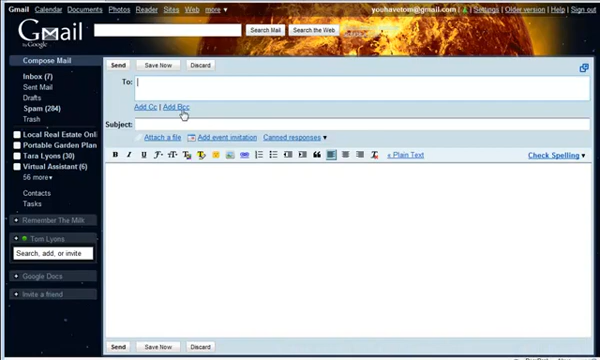 Gmail Calendar Documents Photos Reader Sites Web more ▼
youhavetom@gmail.com | Settings | Older version | Help | Sign out
Gmail
by Google
Search Mail Search the Web
Compose Mail
Inbox (7)
Sent Mail
Drafts
Spam (284)
Trash
Local Real Estate Onli
Portable Garden Plan
Tara Lyons (30)
Virtual Assistant (6)
56 more▼
Contacts
Tasks
Remember The Milk
Tom Lyons
Search, add, or invite
Google Docs
Invite a friend
Send Save Now Discard
To:
Add Cc | Add Bcc
Subject:
Attach a file Add event invitation Canned responses ▼
B I U « Plain Text Check Spelling ▼
Send Save Now Discard